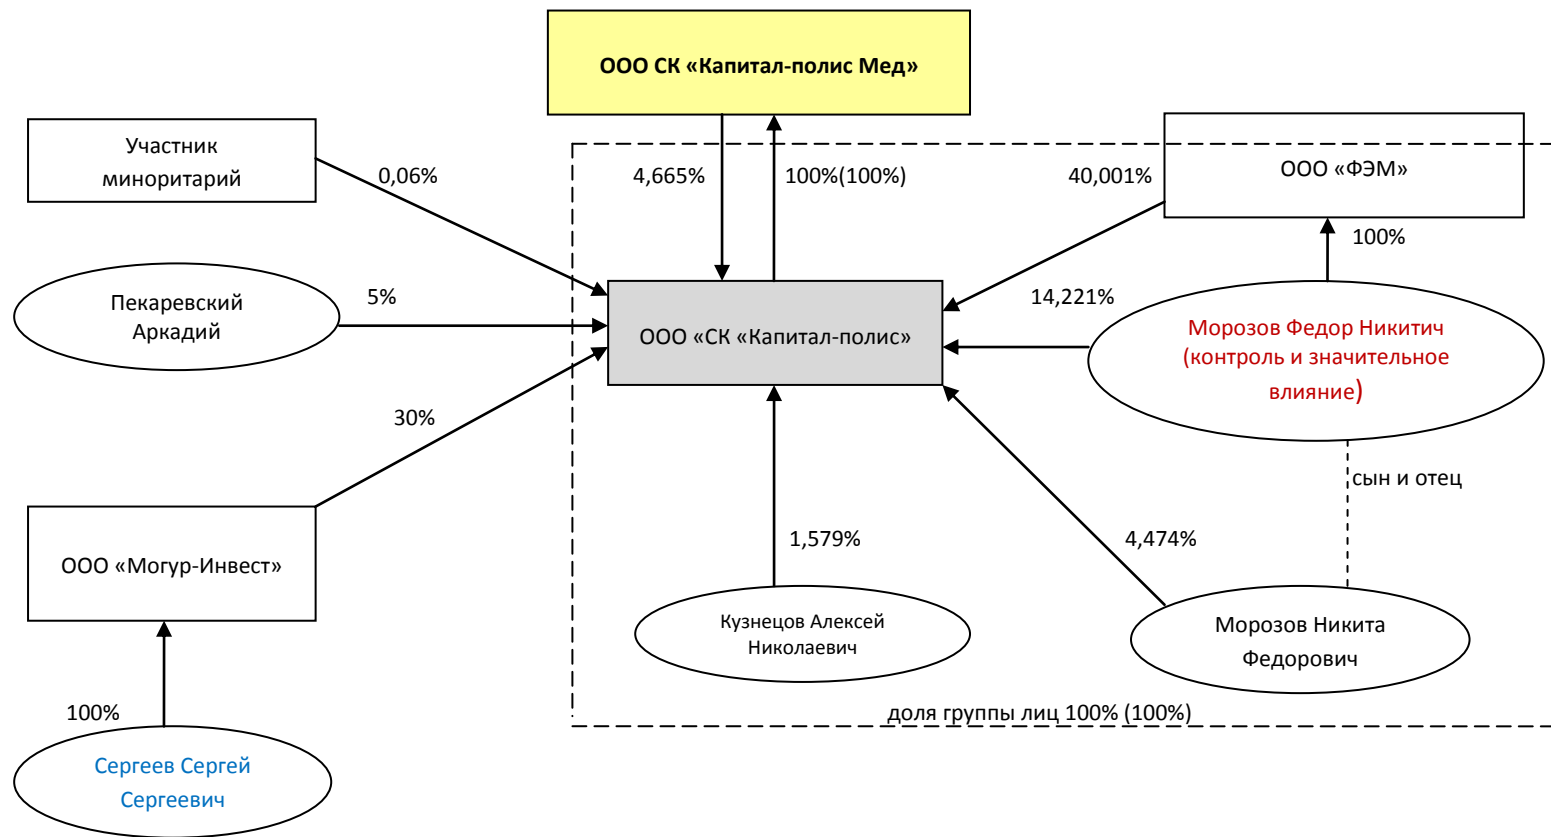 ООО СК «Капитал-полис Мед»
Участник
миноритарий
0,06%
4,665%
100%(100%)
40,001%
ООО «ФЭМ»
100%
Пекаревский
Аркадий
5%
ООО «СК «Капитал-полис»
14,221%
Морозов Федор Никитич
(контроль и значительное
влияние)
30%
сын и отец
ООО «Могур-Инвест»
1,579%
4,474%
Кузнецов Алексей
Николаевич
Морозов Никита
Федорович
100%
доля группы лиц 100% (100%)
Сергеев Сергей
Сергеевич